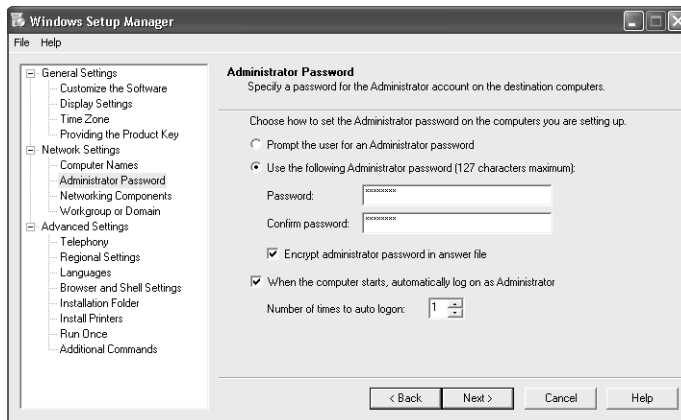 Windows Setup Manager
File Help
General Settings
Customize the Software
Display Settings
Time Zone
Providing the Product Key
Network Settings
Computer Names
Administrator Password
Networking Components
Workgroup or Domain
Advanced Settings
Telephony
Regional Settings
Languages
Browser and Shell Settings
Installation Folder
Install Printers
Run Once
Additional Commands
Administrator Password
Specify a password for the Administrator account on the destination computers.
Choose how to set the Administrator password on the computers you are setting up.
Prompt the user for an Administrator password
Use the following Administrator password (127 characters maximum):
Password: xxxxxxxx
Confirm password: xxxxxxxx
Encrypt administrator password in answer file
When the computer starts, automatically log on as Administrator
Number of times to auto logon: 1
< Back Next > Cancel Help